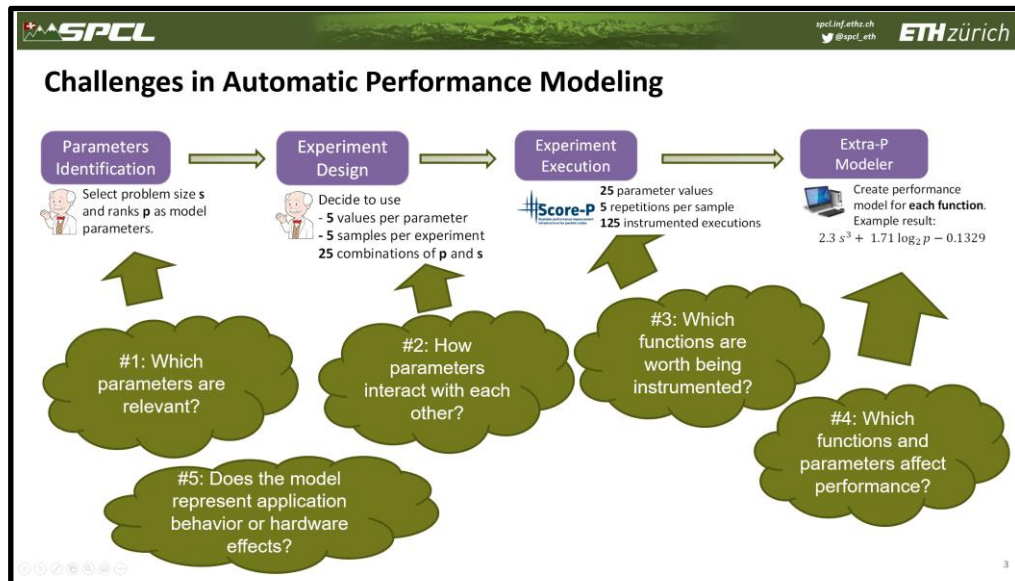 SPCL
spcl.inf.ethz.ch
@spcl_eth
ETH zürich
Challenges in Automatic Performance Modeling
Parameters
Identification
Select problem size s
and ranks p as model
parameters.
Experiment
Design
Decide to use
- 5 values per parameter
- 5 samples per experiment
25 combinations of p and s
Experiment
Execution
Score-P
25 parameter values
5 repetitions per sample
125 instrumented executions
Extra-P
Modeler
Create performance
model for each function.
Example result:
2.3 s³ + 1.71 log₂ p − 0.1329
#1: Which
parameters are
relevant?
#2: How
parameters
interact with each
other?
#3: Which
functions are
worth being
instrumented?
#4: Which
functions and
parameters affect
performance?
#5: Does the model
represent application
behavior or hardware
effects?
3